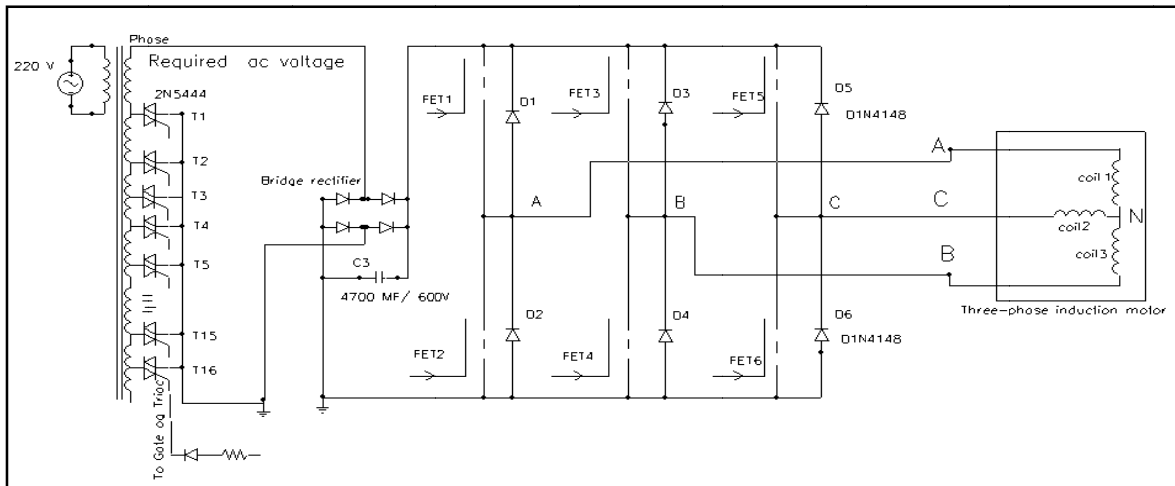 Phase
220 V
Required ac voltage
2N5444
T1
T2
T3
T4
T5
T15
T16
To Gate og Triac
Bridge rectifier
C3
4700 MF/ 600V
FET1
D1
FET3
D3
FET5
D5
D1N4148
A
B
C
FET2
D2
FET4
D4
FET6
D6
D1N4148
A
C
B
coil 1
coil2
coil3
N
Three-phase induction motor